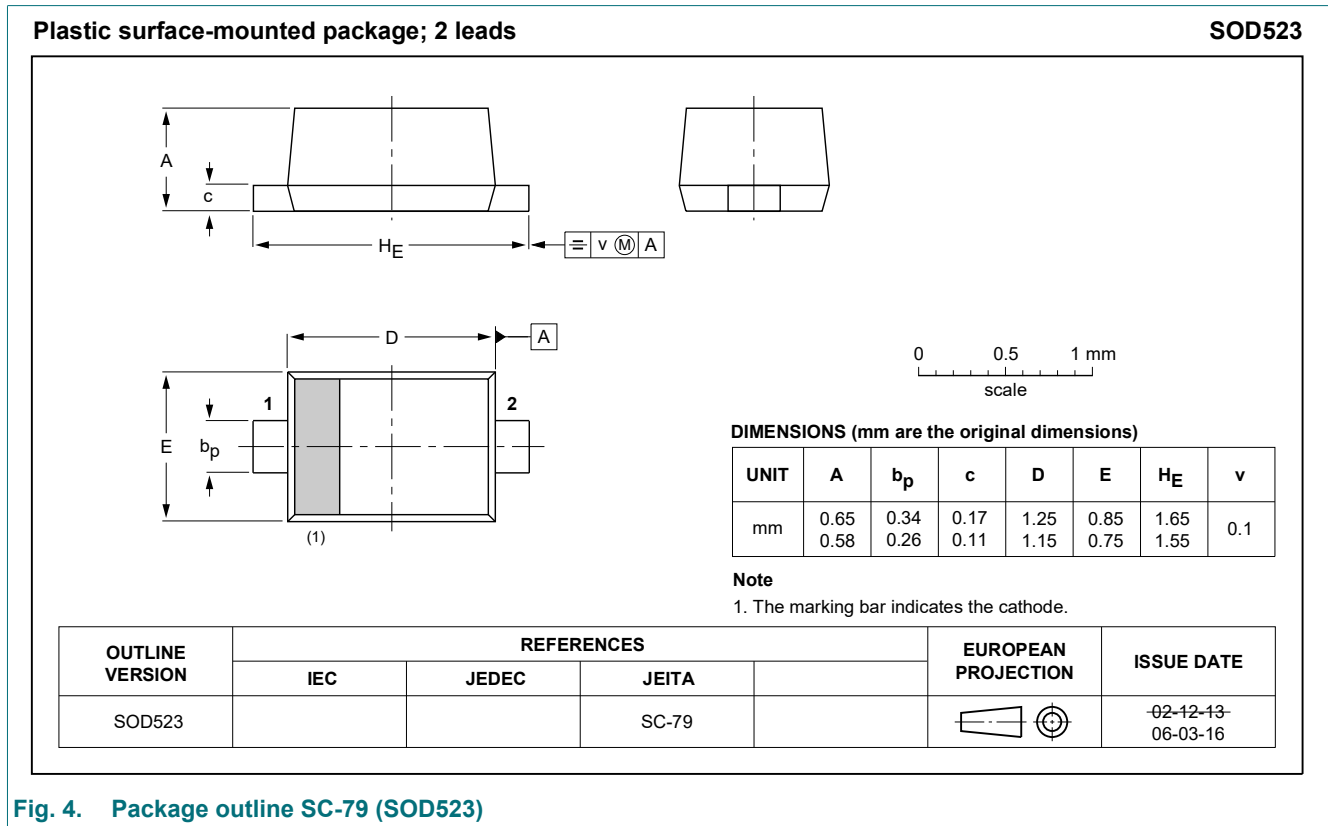 Plastic surface-mounted package; 2 leads SOD523
A
c
HE
v Ⓜ A
D A
1 2
E bp
(1)
0 0.5 1 mm
scale
DIMENSIONS (mm are the original dimensions)
UNIT A bp c D E HE v
mm 0.65 0.34 0.17 1.25 0.85 1.65 0.1
0.58 0.26 0.11 1.15 0.75 1.55
Note
1. The marking bar indicates the cathode.
OUTLINE VERSION REFERENCES EUROPEAN PROJECTION ISSUE DATE
IEC JEDEC JEITA
SOD523 SC-79 02-12-13
06-03-16
Fig. 4. Package outline SC-79 (SOD523)